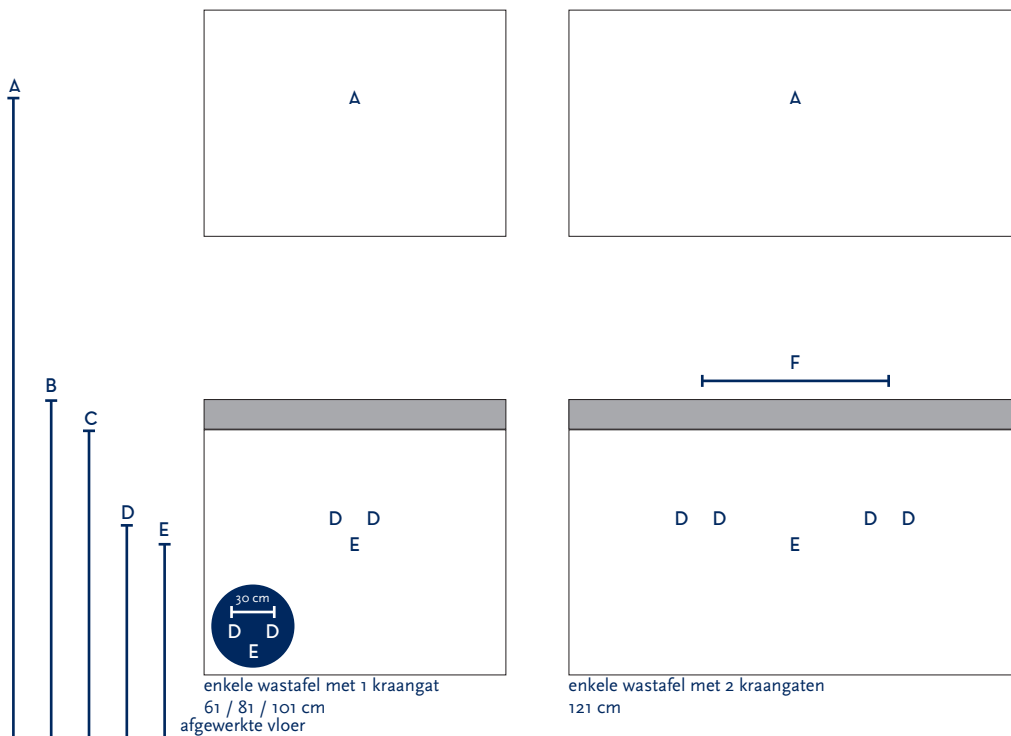 A
A
A
B
F
C
D
E
D D
E
D D D D
E
30 cm
D D
E
enkele wastafel met 1 kraangat
61 / 81 / 101 cm
enkele wastafel met 2 kraangaten
121 cm
afgewerkte vloer